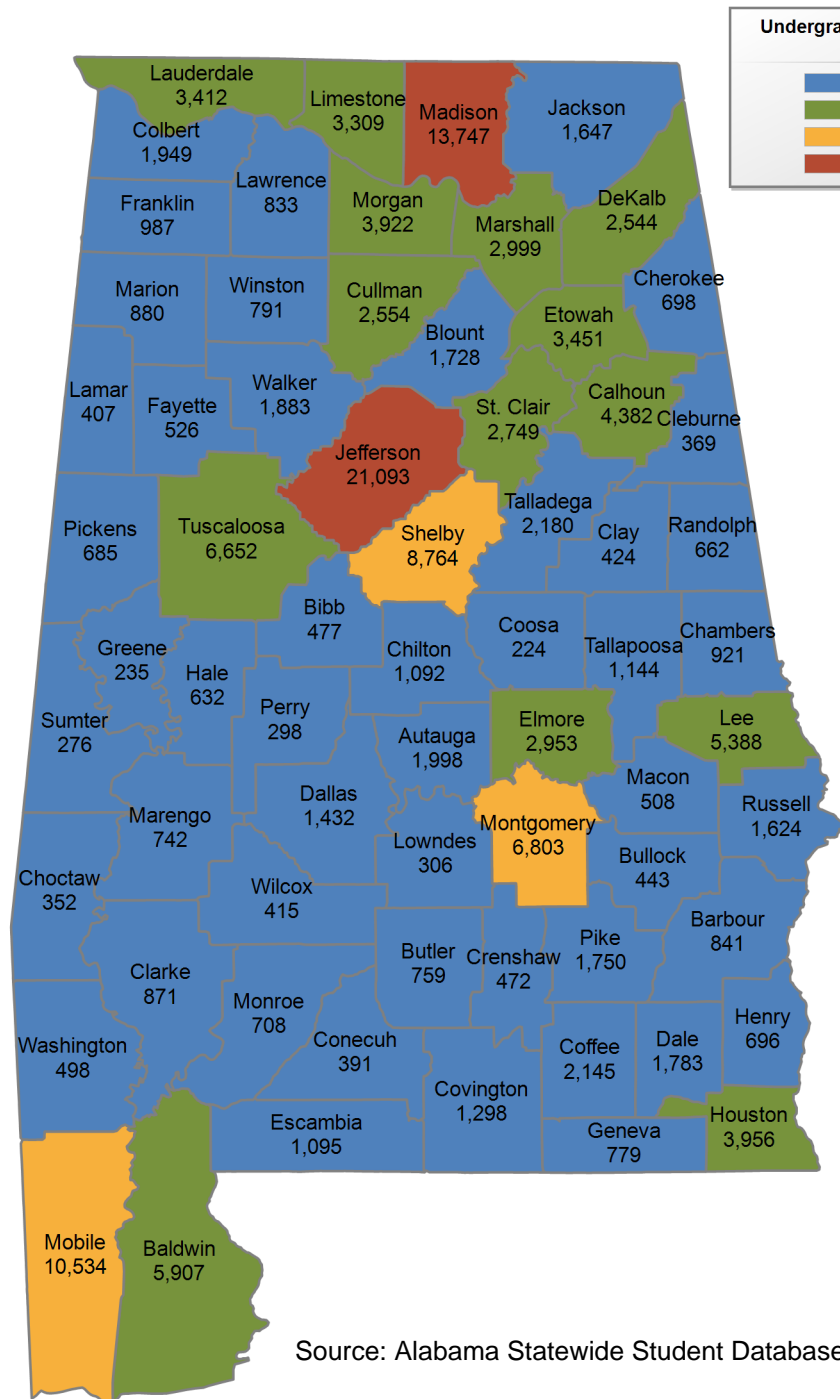 Undergra
Lauderdale
3,412
Limestone
3,309
Madison
13,747
Jackson
1,647
Colbert
1,949
Lawrence
833
Franklin
987
Morgan
3,922
Marshall
2,999
DeKalb
2,544
Marion
880
Winston
791
Cullman
2,554
Blount
1,728
Etowah
3,451
Cherokee
698
Lamar
407
Fayette
526
Walker
1,883
Jefferson
21,093
St. Clair
2,749
Calhoun
4,382
Cleburne
369
Pickens
685
Tuscaloosa
6,652
Shelby
8,764
Talladega
2,180
Clay
424
Randolph
662
Bibb
477
Greene
235
Hale
632
Chilton
1,092
Coosa
224
Tallapoosa
1,144
Chambers
921
Sumter
276
Perry
298
Autauga
1,998
Elmore
2,953
Lee
5,388
Marengo
742
Dallas
1,432
Lowndes
306
Montgomery
6,803
Macon
508
Russell
1,624
Choctaw
352
Wilcox
415
Bullock
443
Barbour
841
Clarke
871
Monroe
708
Butler
759
Crenshaw
472
Pike
1,750
Washington
498
Conecuh
391
Covington
1,298
Coffee
2,145
Dale
1,783
Henry
696
Escambia
1,095
Geneva
779
Houston
3,956
Mobile
10,534
Baldwin
5,907
Source: Alabama Statewide Student Database